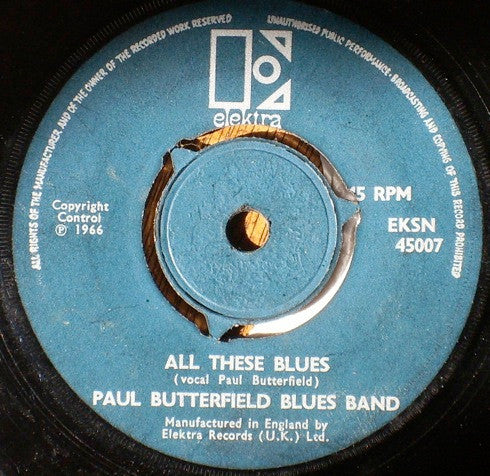 ALL RIGHTS OF THE MANUFACTURER AND OF THE OWNER OF THE RECORDED WORK RESERVED.
UNAUTHORISED PUBLIC PERFORMANCE, BROADCASTING AND COPYING OF THIS RECORD PROHIBITED
elektra
Copyright
Control
Ⓟ 1966
45 RPM
EKSN
45007
ALL THESE BLUES
(vocal Paul Butterfield)
PAUL BUTTERFIELD BLUES BAND
Manufactured in England by
Elektra Records (U.K.) Ltd.